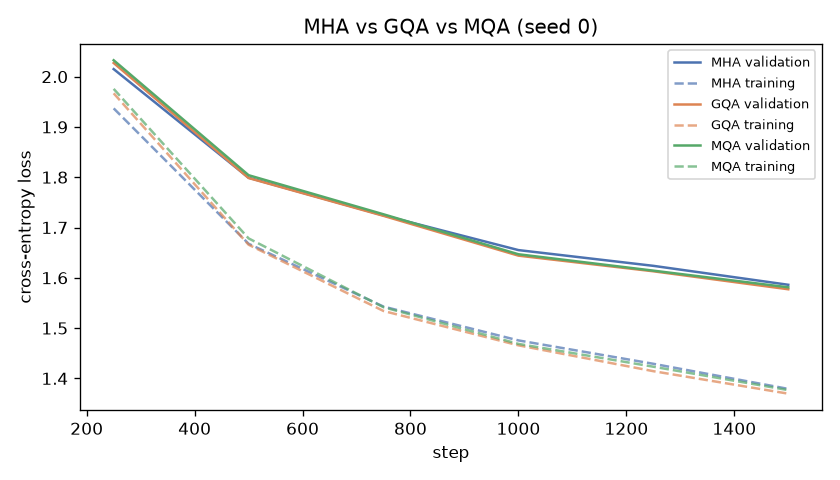 MHA vs GQA vs MQA (seed 0)
MHA validation
MHA training
GQA validation
GQA training
MQA validation
MQA training
cross-entropy loss
2.0
1.9
1.8
1.7
1.6
1.5
1.4
200 400 600 800 1000 1200 1400
step